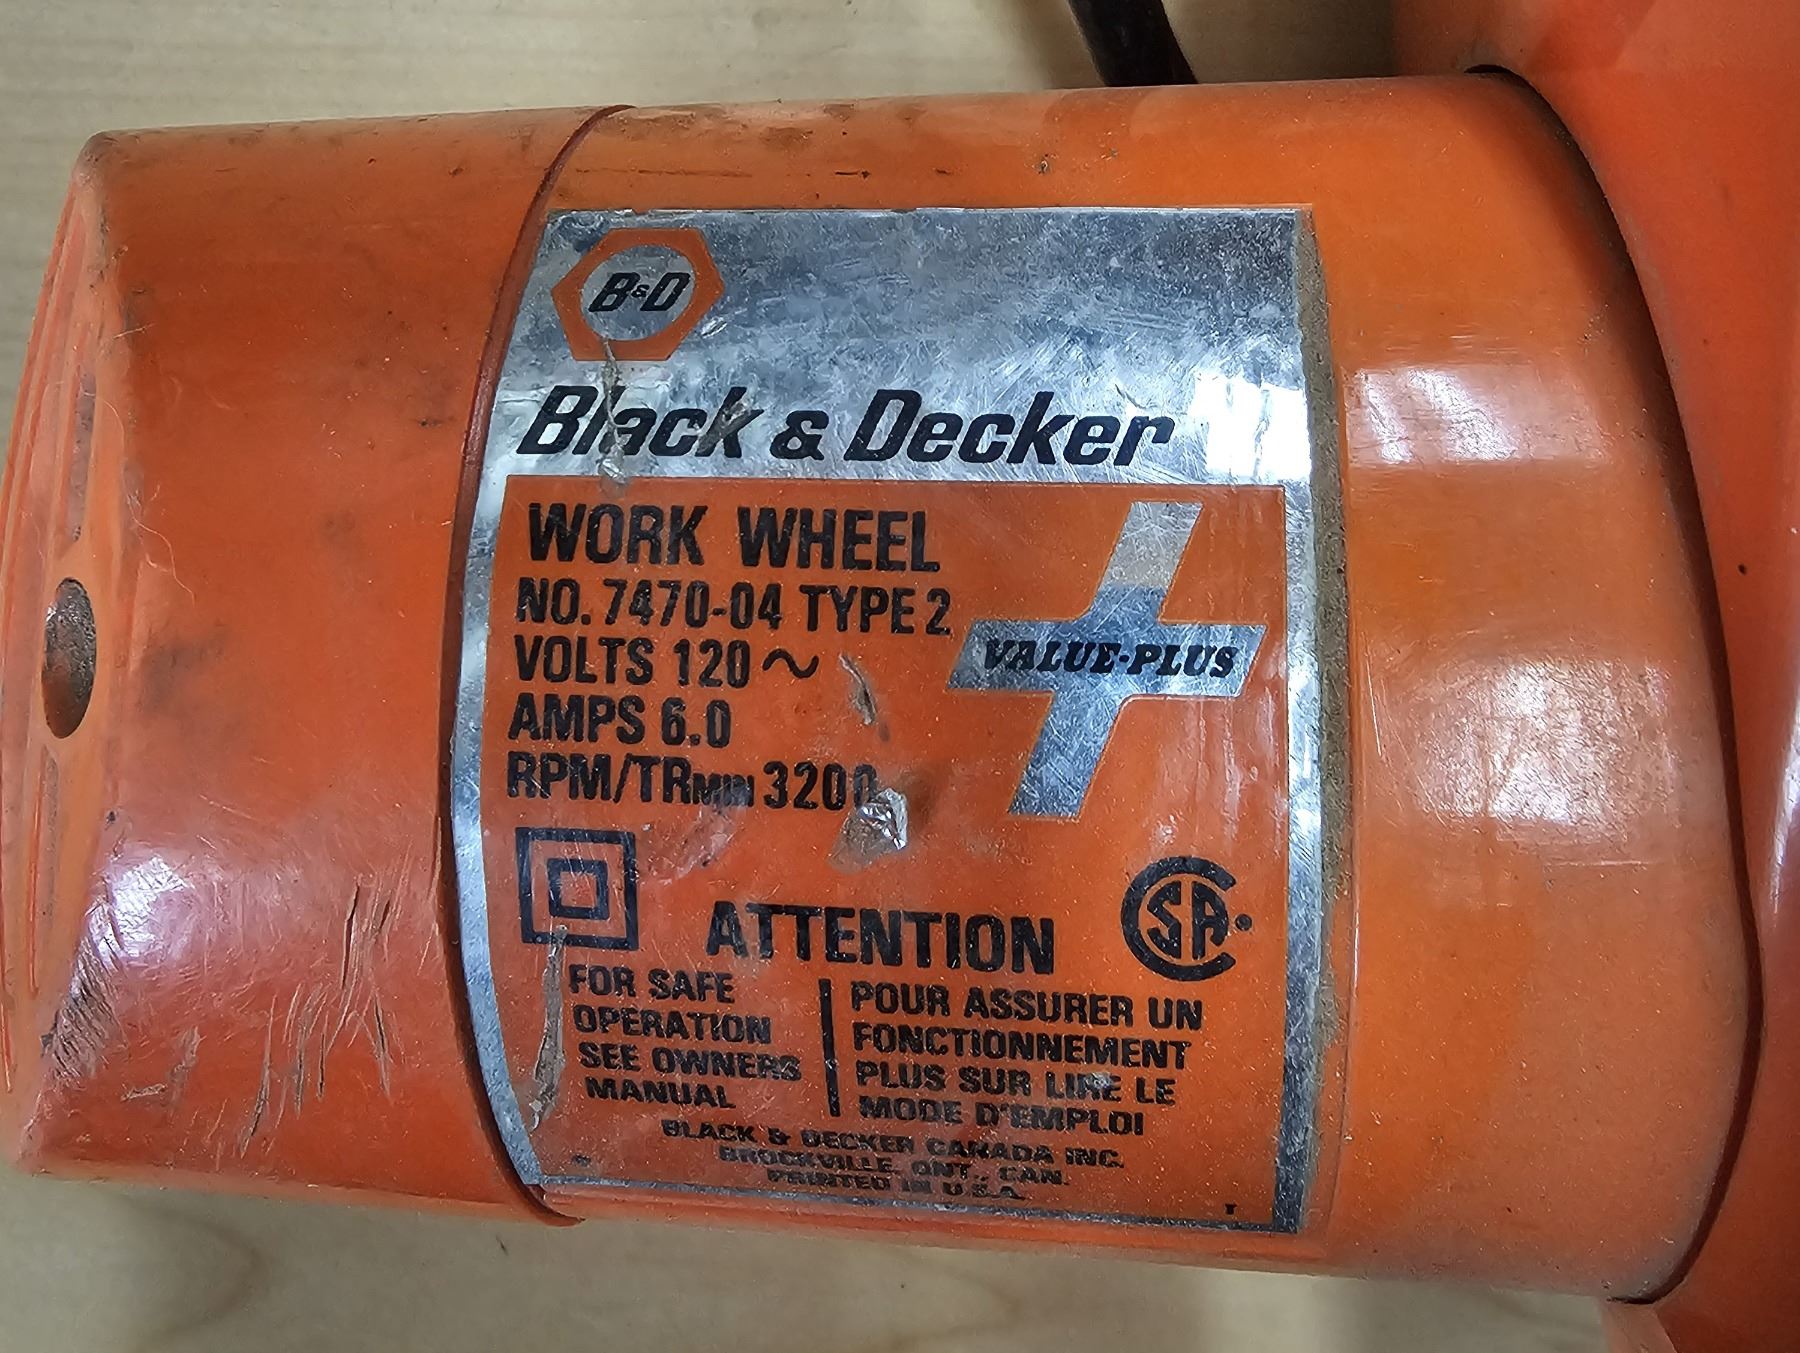 B&D
Black & Decker
WORK WHEEL
NO. 7470-04 TYPE 2
VOLTS 120 ~
AMPS 6.0
RPM/TRMIN 3200
VALUE-PLUS
ATTENTION
CSA
FOR SAFE
OPERATION
SEE OWNERS
MANUAL
POUR ASSURER UN
FONCTIONNEMENT
PLUS SUR LIRE LE
MODE D'EMPLOI
BLACK & DECKER CANADA INC.
BROCKVILLE, ONT., CAN.
PRINTED IN U.S.A.
T